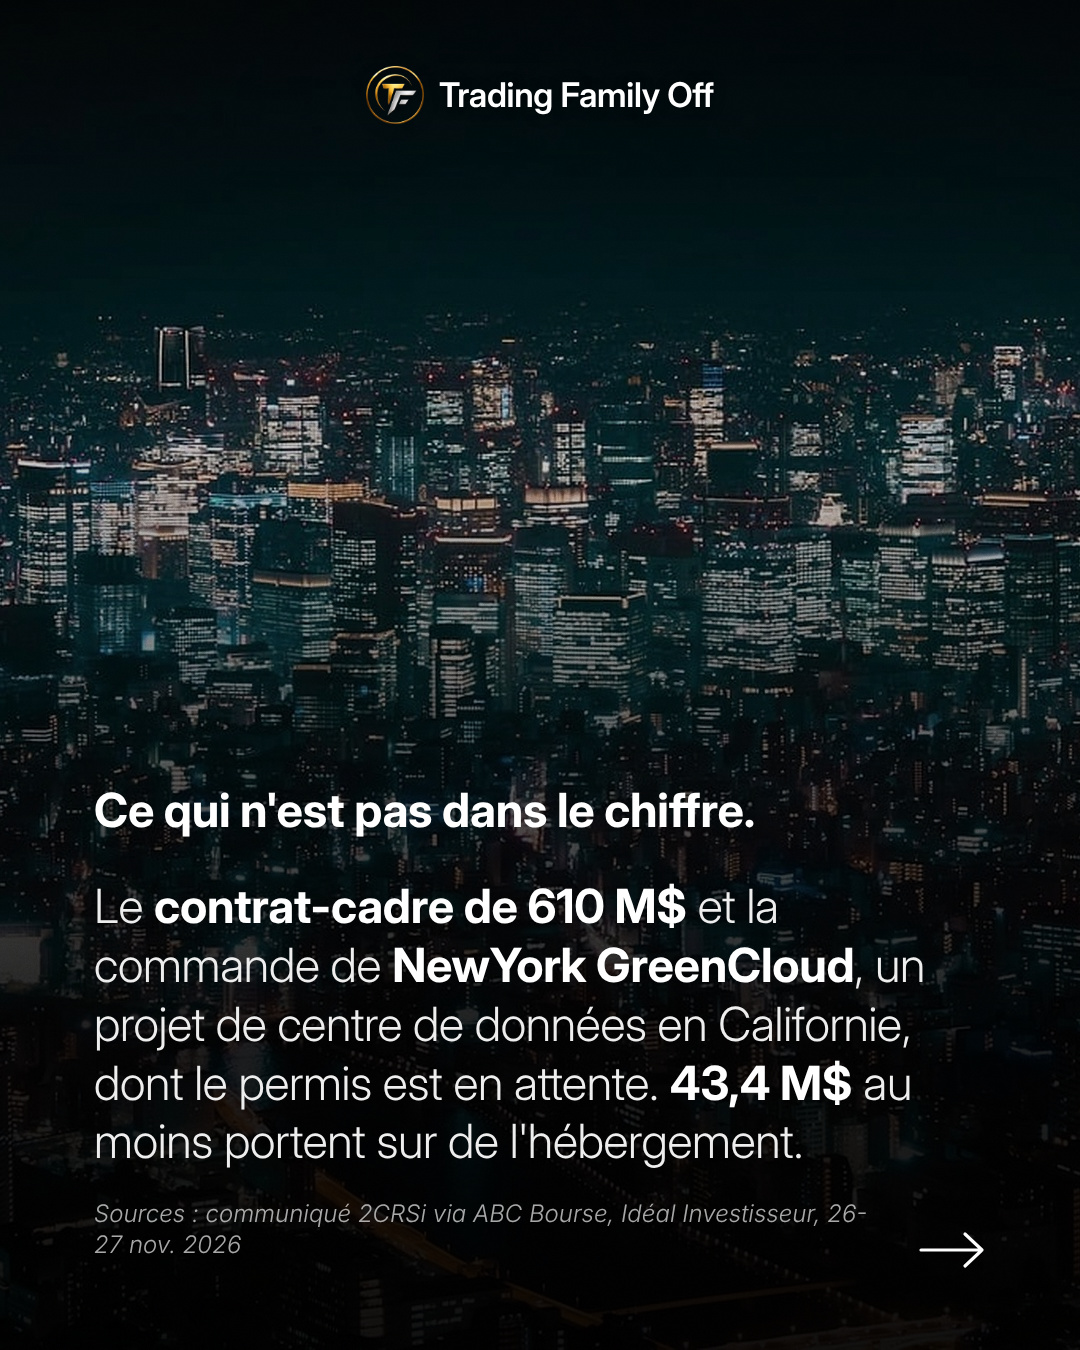 TF Trading Family Off
Ce qui n'est pas dans le chiffre.
Le contrat-cadre de 610 M$ et la
commande de NewYork GreenCloud, un
projet de centre de données en Californie,
dont le permis est en attente. 43,4 M$ au
moins portent sur de l'hébergement.
Sources : communiqué 2CRSi via ABC Bourse, Idéal Investisseur, 26-
27 nov. 2026